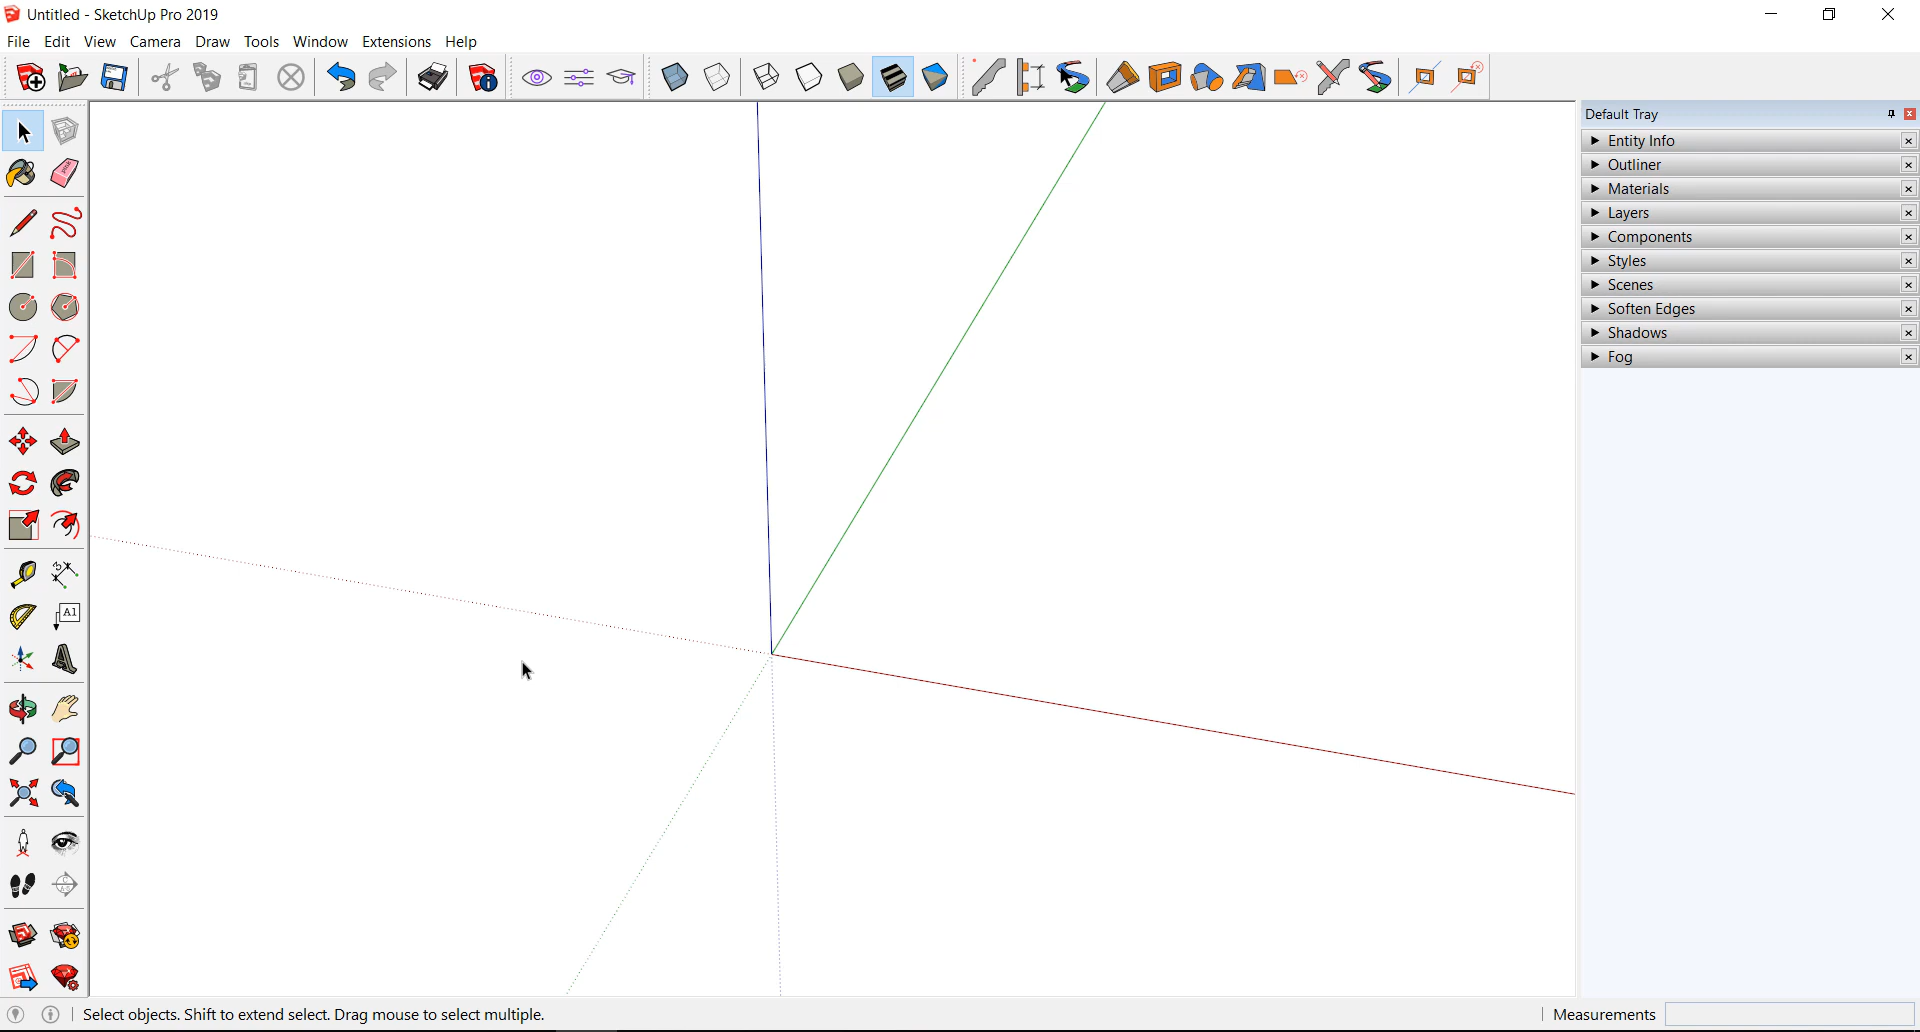 Untitled - SketchUp Pro 2019
File Edit View Camera Draw Tools Window Extensions Help
Default Tray
Entity Info
Outliner
Materials
Layers
Components
Styles
Scenes
Soften Edges
Shadows
Fog
A1
Select objects. Shift to extend select. Drag mouse to select multiple.
Measurements